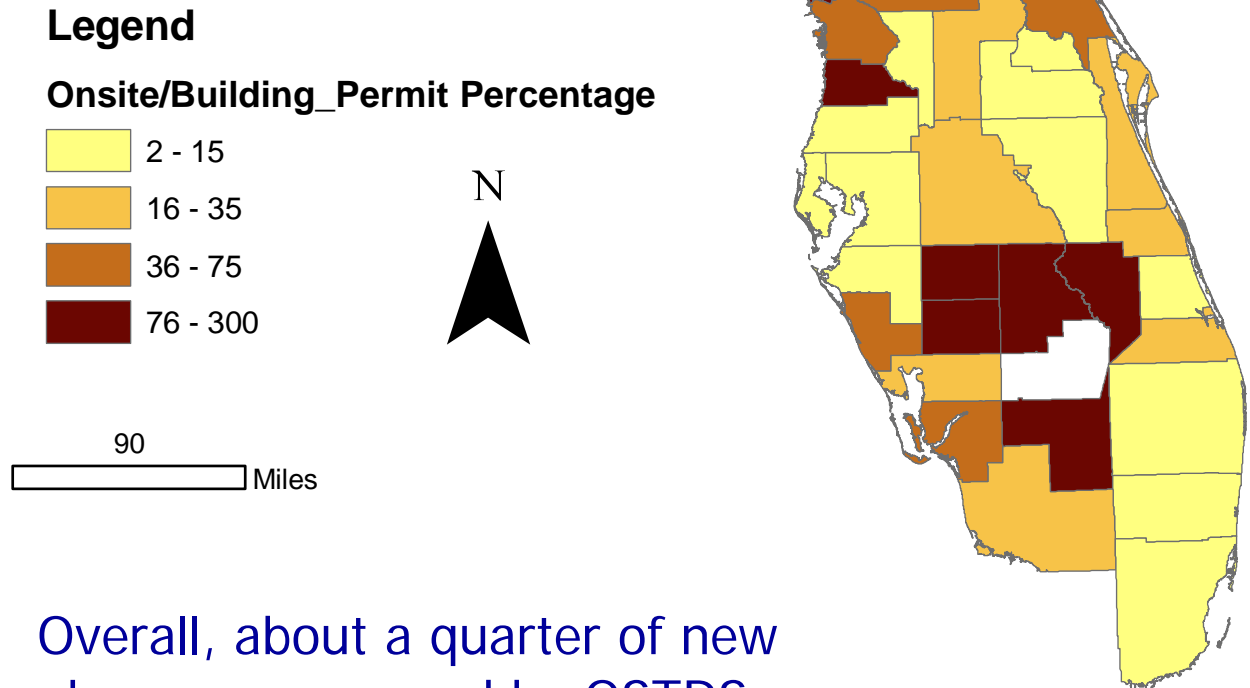 Legend
Onsite/Building_Permit Percentage
2 - 15
16 - 35
36 - 75
76 - 300
N
90
Miles
Overall, about a quarter of new
OSTDS